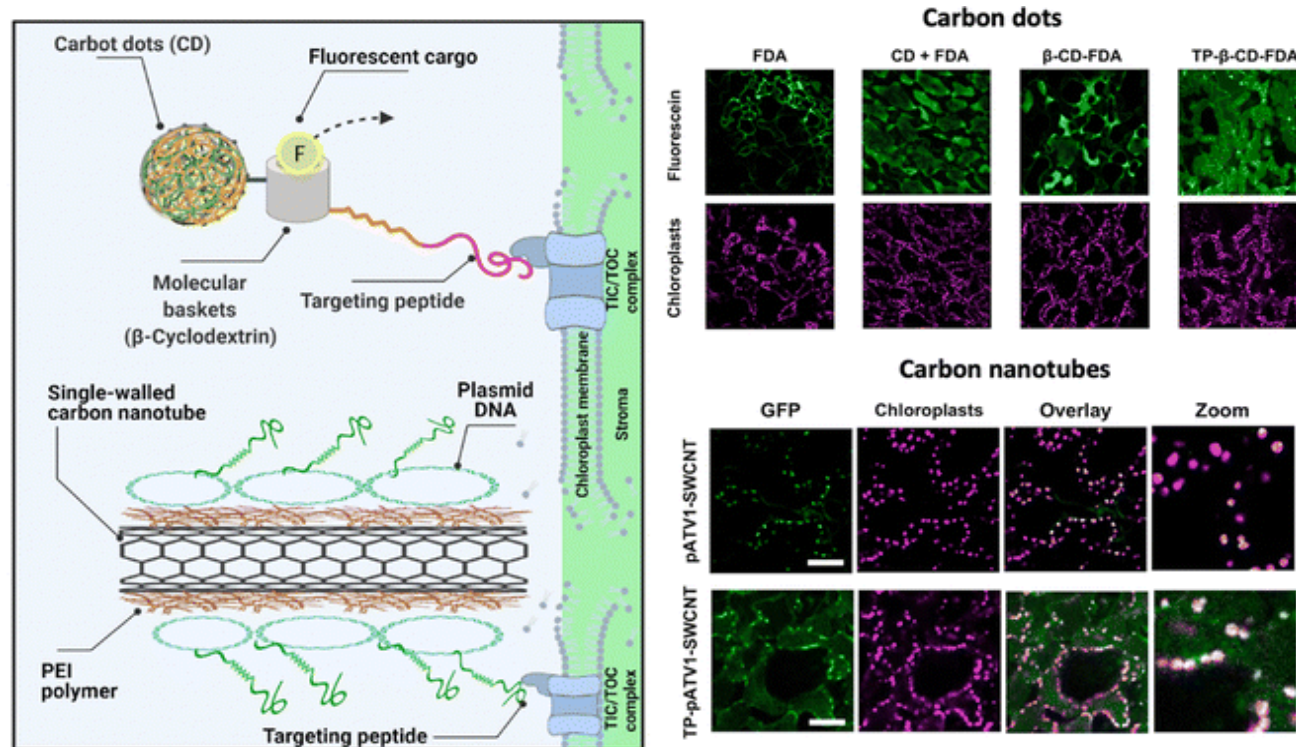 Carbot dots (CD)
Fluorescent cargo
F
Molecular
baskets
(β-Cyclodextrin)
Targeting peptide
TIC/TOC
complex
Chloroplast membrane
Stroma
Single-walled
carbon nanotube
Plasmid
DNA
PEI
polymer
Targeting peptide
TIC/TOC
complex
Carbon dots
FDA
CD + FDA
β-CD-FDA
TP-β-CD-FDA
Fluorescein
Chloroplasts
Carbon nanotubes
GFP
Chloroplasts
Overlay
Zoom
pATV1-SWCNT
TP-pATV1-SWCNT